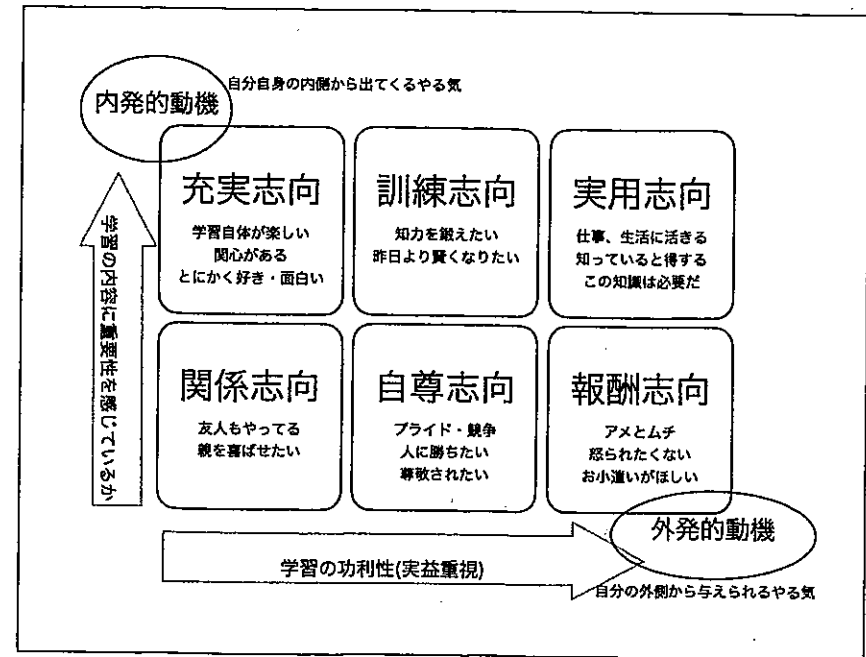 内発的動機
自分自身の内側から出てくるやる気
充実志向
学習自体が楽しい
関心がある
とにかく好き・面白い
訓練志向
知力を鍛えたい
昨日より賢くなりたい
実用志向
仕事、生活に活きる
知っていると得する
この知識は必要だ
学習の内容に重要性を感じているか
関係志向
友人もやってる
親を喜ばせたい
自尊志向
プライド・競争
人に勝ちたい
尊敬されたい
報酬志向
アメとムチ
怒られたくない
お小遣いがほしい
外発的動機
学習の功利性(実益重視)
自分の外側から与えられるやる気